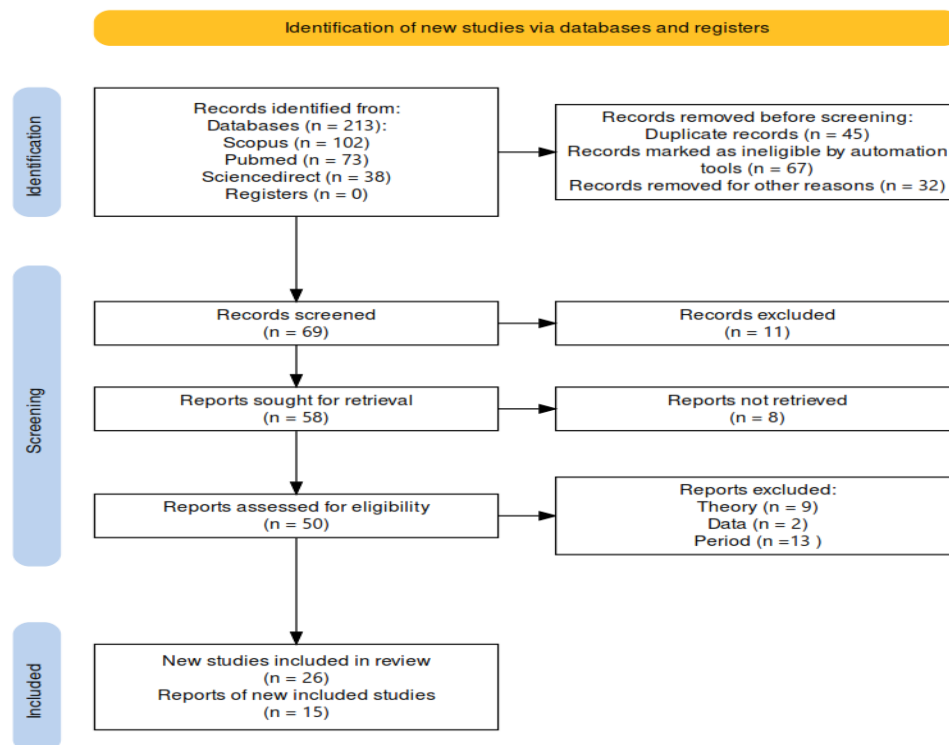 Identification of new studies via databases and registers
Identification
Records identified from:
Databases (n = 213):
Scopus (n = 102)
Pubmed (n = 73)
Sciencedirect (n = 38)
Registers (n = 0)
Records removed before screening:
Duplicate records (n = 45)
Records marked as ineligible by automation
tools (n = 67)
Records removed for other reasons (n = 32)
Screening
Records screened
(n = 69)
Records excluded
(n = 11)
Reports sought for retrieval
(n = 58)
Reports not retrieved
(n = 8)
Reports assessed for eligibility
(n = 50)
Reports excluded:
Theory (n = 9)
Data (n = 2)
Period (n =13 )
Included
New studies included in review
(n = 26)
Reports of new included studies
(n = 15)